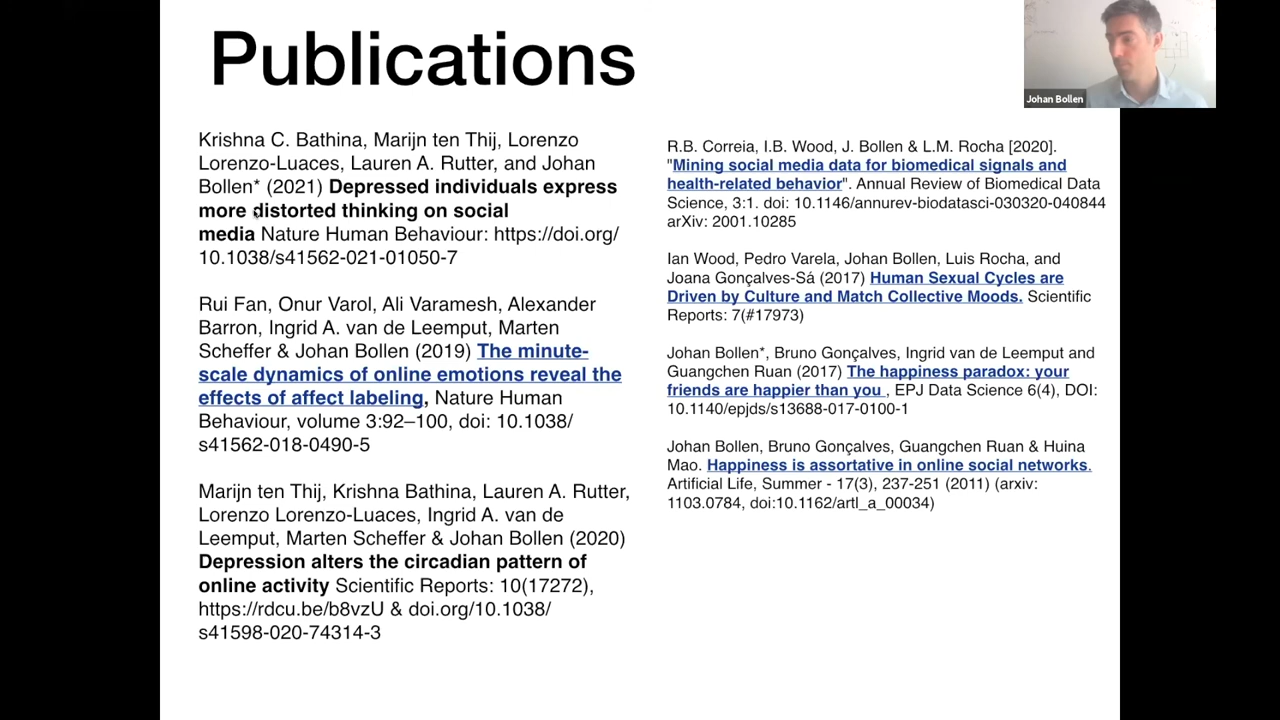 Publications
Johan Bollen
Krishna C. Bathina, Marijn ten Thij, Lorenzo
Lorenzo-Luaces, Lauren A. Rutter, and Johan
Bollen* (2021) Depressed individuals express
more distorted thinking on social
media Nature Human Behaviour: https://doi.org/
10.1038/s41562-021-01050-7
Rui Fan, Onur Varol, Ali Varamesh, Alexander
Barron, Ingrid A. van de Leemput, Marten
Scheffer & Johan Bollen (2019) The minute-
scale dynamics of online emotions reveal the
effects of affect labeling, Nature Human
Behaviour, volume 3:92–100, doi: 10.1038/
s41562-018-0490-5
Marijn ten Thij, Krishna Bathina, Lauren A. Rutter,
Lorenzo Lorenzo-Luaces, Ingrid A. van de
Leemput, Marten Scheffer & Johan Bollen (2020)
Depression alters the circadian pattern of
online activity Scientific Reports: 10(17272),
https://rdcu.be/b8vzU & doi.org/10.1038/
s41598-020-74314-3
R.B. Correia, I.B. Wood, J. Bollen & L.M. Rocha [2020].
"Mining social media data for biomedical signals and
health-related behavior". Annual Review of Biomedical Data
Science, 3:1. doi: 10.1146/annurev-biodatasci-030320-040844
arXiv: 2001.10285
Ian Wood, Pedro Varela, Johan Bollen, Luis Rocha, and
Joana Gonçalves-Sá (2017) Human Sexual Cycles are
Driven by Culture and Match Collective Moods. Scientific
Reports: 7(#17973)
Johan Bollen*, Bruno Gonçalves, Ingrid van de Leemput and
Guangchen Ruan (2017) The happiness paradox: your
friends are happier than you , EPJ Data Science 6(4), DOI:
10.1140/epjds/s13688-017-0100-1
Johan Bollen, Bruno Gonçalves, Guangchen Ruan & Huina
Mao. Happiness is assortative in online social networks.
Artificial Life, Summer - 17(3), 237-251 (2011) (arxiv:
1103.0784, doi:10.1162/artl_a_00034)